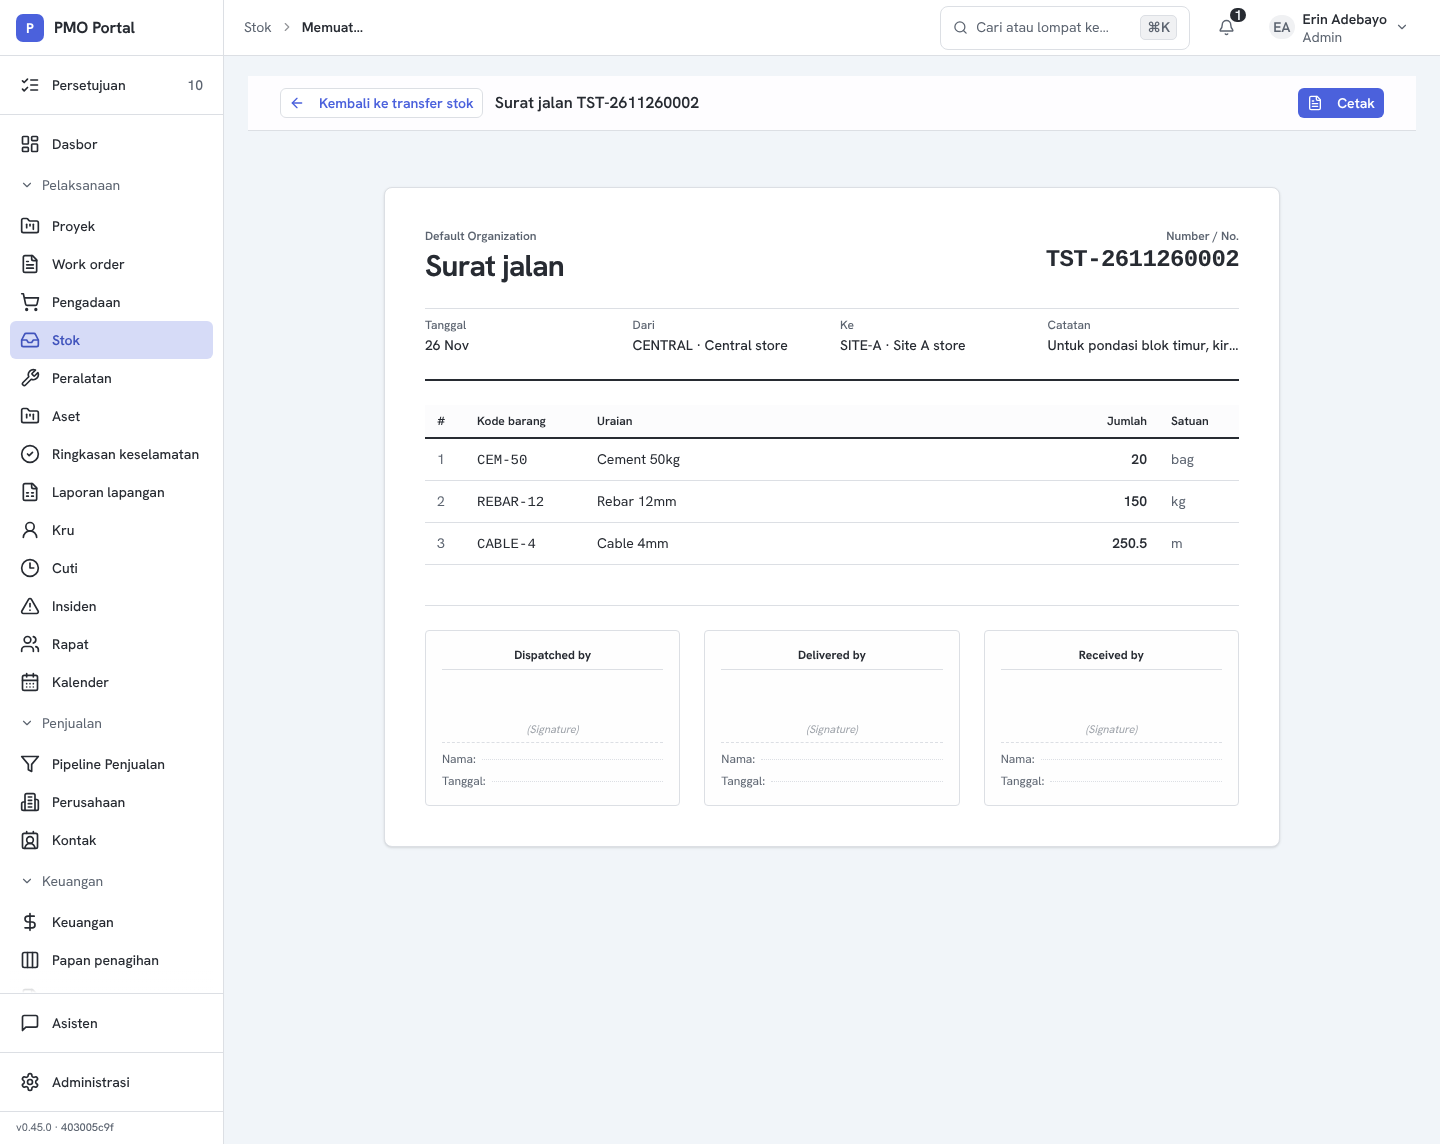 P PMO Portal
Stok > Memuat...
Cari atau lompat ke... ⌘K
1
EA Erin Adebayo
Admin
Persetujuan 10
Dasbor
Pelaksanaan
Proyek
Work order
Pengadaan
Stok
Peralatan
Aset
Ringkasan keselamatan
Laporan lapangan
Kru
Cuti
Insiden
Rapat
Kalender
Penjualan
Pipeline Penjualan
Perusahaan
Kontak
Keuangan
Keuangan
Papan penagihan
Asisten
Administrasi
v0.45.0 · 403005c9f
Kembali ke transfer stok Surat jalan TST-2611260002 Cetak
Default Organization Number / No.
Surat jalan TST-2611260002
Tanggal Dari Ke Catatan
26 Nov CENTRAL · Central store SITE-A · Site A store Untuk pondasi blok timur, kir...
# Kode barang Uraian Jumlah Satuan
1 CEM-50 Cement 50kg 20 bag
2 REBAR-12 Rebar 12mm 150 kg
3 CABLE-4 Cable 4mm 250.5 m
Dispatched by Delivered by Received by
(Signature) (Signature) (Signature)
Nama: Nama: Nama:
Tanggal: Tanggal: Tanggal: